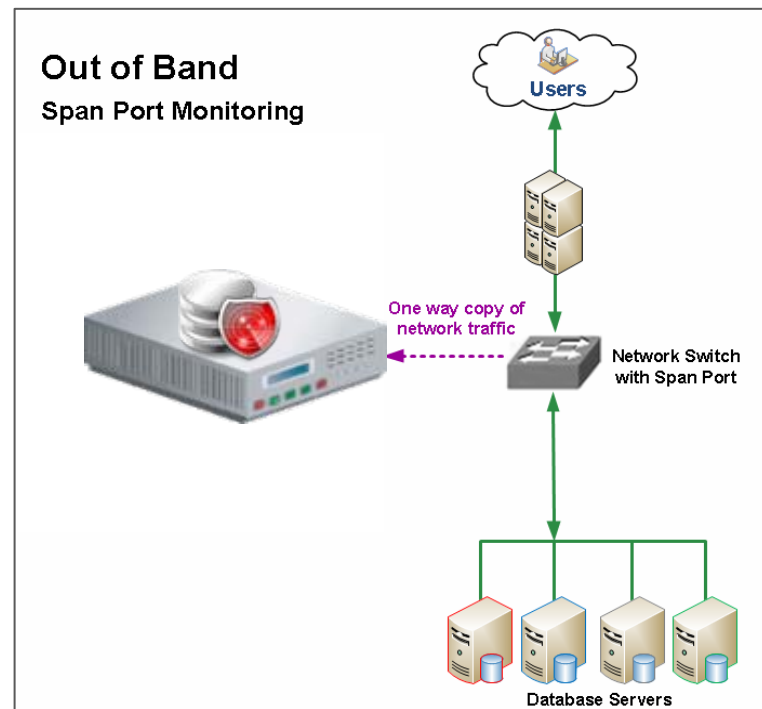 Out of Band
Span Port Monitoring
Users
One way copy of
network traffic
Network Switch
with Span Port
Database Servers